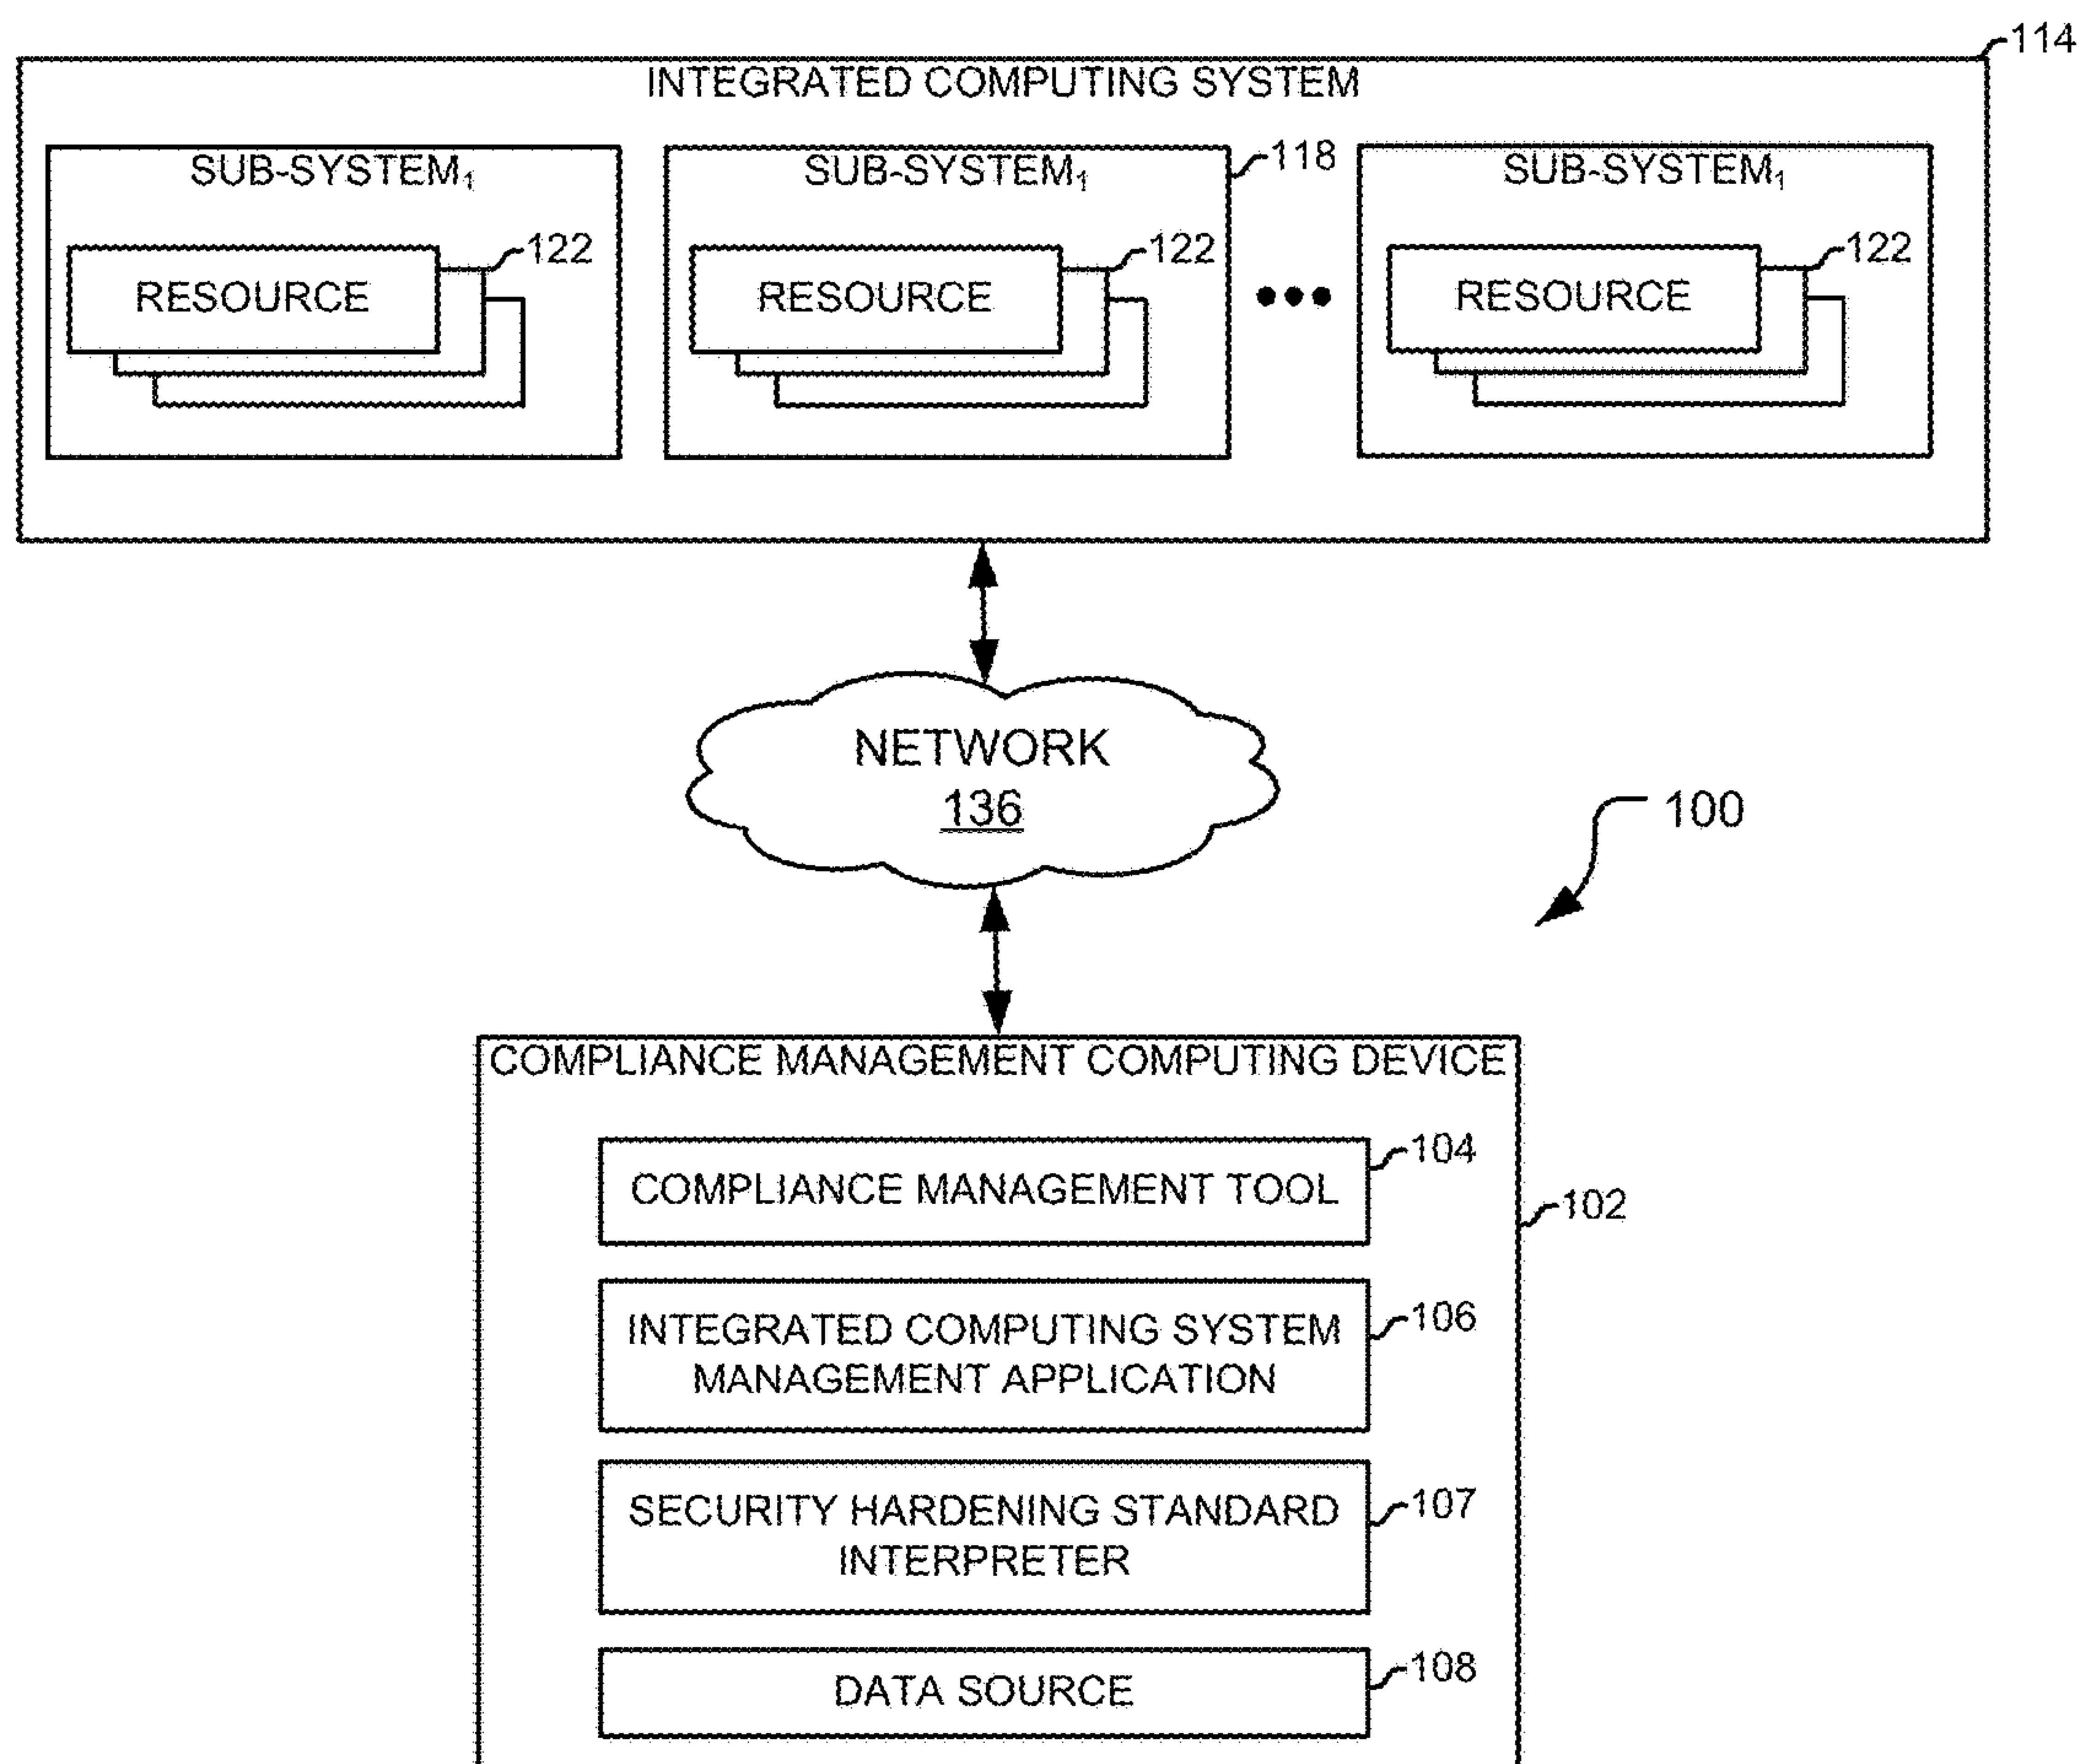 114
INTEGRATED COMPUTING SYSTEM
SUB-SYSTEM₁
SUB-SYSTEM₁
118
SUB-SYSTEM₁
122
122
122
RESOURCE
RESOURCE
•••
RESOURCE
NETWORK
136
100
COMPLIANCE MANAGEMENT COMPUTING DEVICE
104
COMPLIANCE MANAGEMENT TOOL
102
106
INTEGRATED COMPUTING SYSTEM
MANAGEMENT APPLICATION
107
SECURITY HARDENING STANDARD
INTERPRETER
108
DATA SOURCE